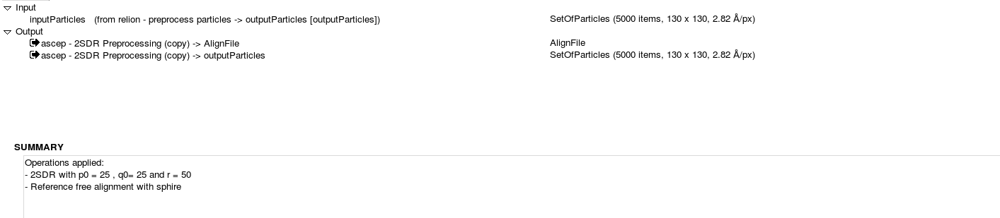 Input
inputParticles (from relion - preprocess particles -> outputParticles [outputParticles]) SetOfParticles (5000 items, 130 x 130, 2.82 Å/px)
Output
ascep - 2SDR Preprocessing (copy) -> AlignFile AlignFile
ascep - 2SDR Preprocessing (copy) -> outputParticles SetOfParticles (5000 items, 130 x 130, 2.82 Å/px)
SUMMARY
Operations applied:
- 2SDR with p0 = 25 , q0= 25 and r = 50
- Reference free alignment with sphire